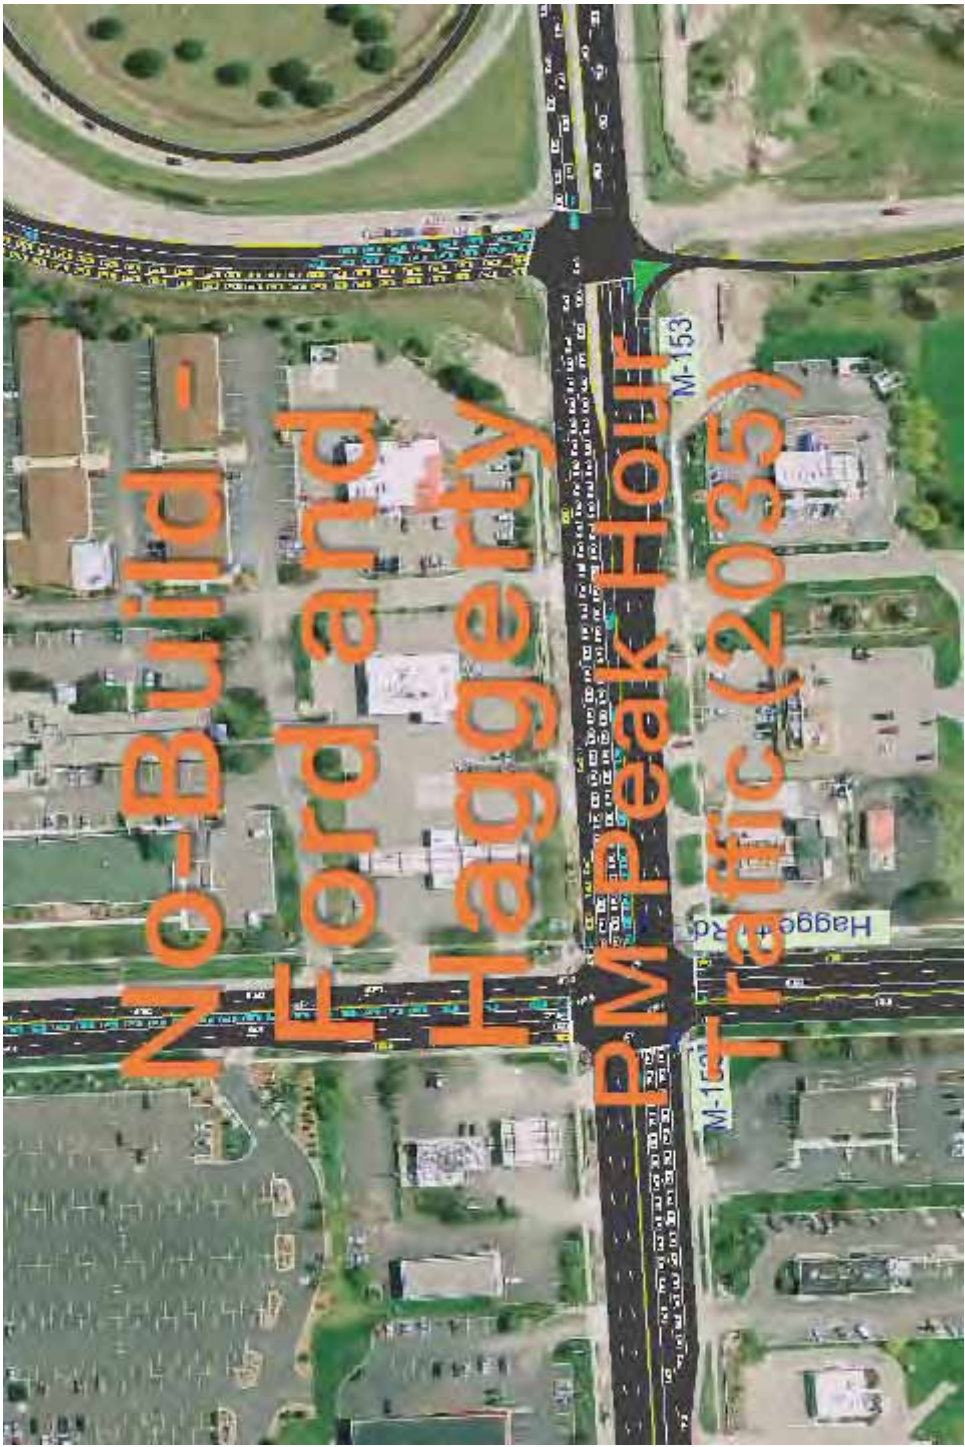 No-Build -
Ford and
Haggerty
PM Peak Hour
Traffic (2035)
M-153
Haggerty Rd
M-153